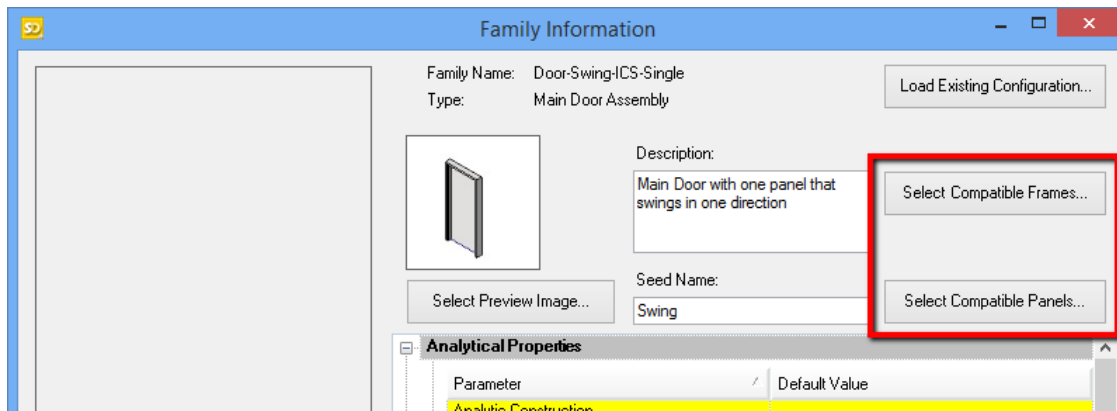 SD
Family Information
Family Name: Door-Swing-ICS-Single
Type: Main Door Assembly
Load Existing Configuration...
Description:
Main Door with one panel that
swings in one direction
Select Compatible Frames...
Select Preview Image...
Seed Name:
Swing
Select Compatible Panels...
Analytical Properties
Parameter Default Value
Analytic Construction